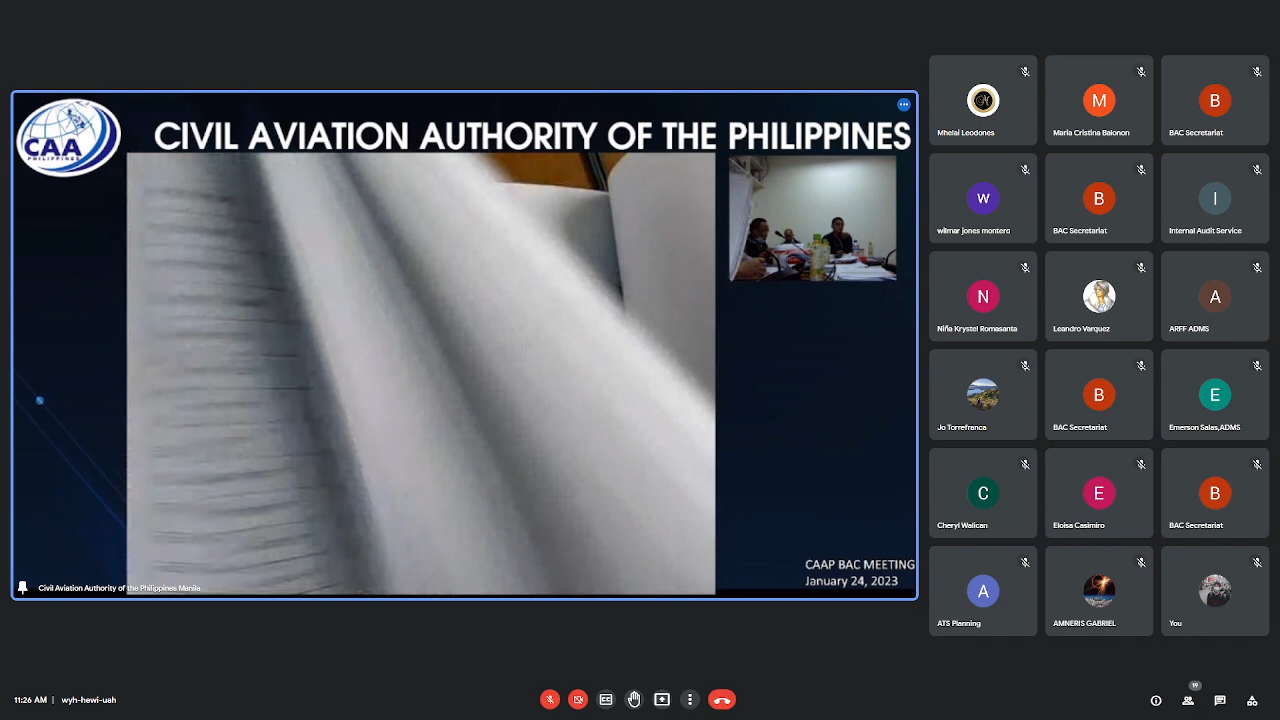 CAA
PHILIPPINES
CIVIL AVIATION AUTHORITY OF THE PHILIPPINES
CAAP BAC MEETING
January 24, 2023
Civil Aviation Authority of the Philippines Manila
Mhelai Leodones
M
Maria Cristina Balonon
B
BAC Secretariat
w
wilmar jones montero
B
BAC Secretariat
I
Internal Audit Service
N
Niña Krystel Romasanta
Leandro Varquez
A
ARFF ADMS
Jo Torrefranca
B
BAC Secretariat
E
Emerson Salas,ADMS
C
Cheryl Walican
E
Eloisa Casimiro
B
BAC Secretariat
A
ATS Planning
AMNERIS GABRIEL
You
11:26 AM | wyh-hewi-uah
19